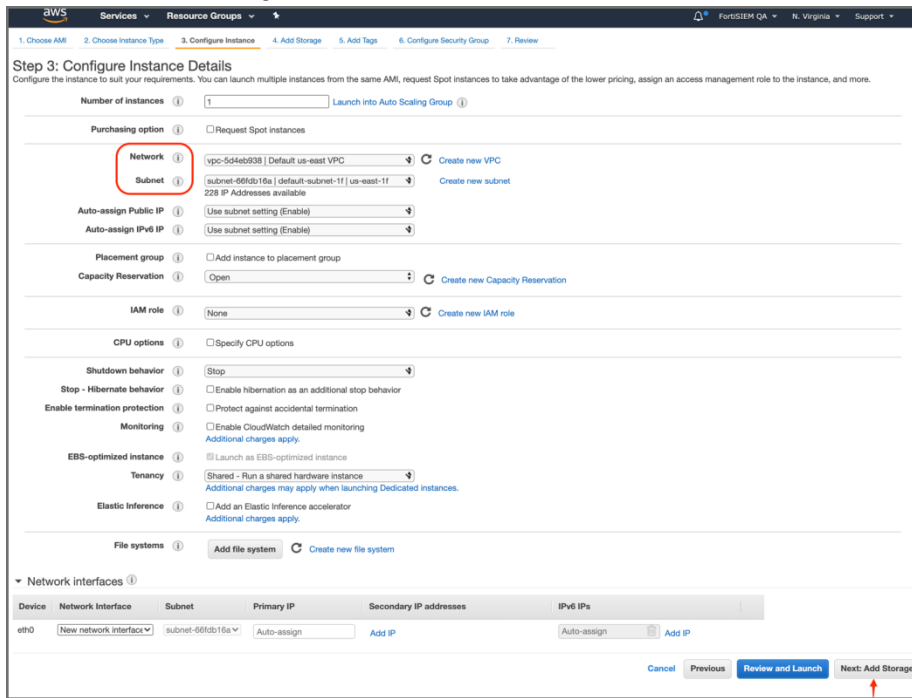 aws Services Resource Groups FortiSIEM QA N. Virginia Support
1. Choose AMI 2. Choose Instance Type 3. Configure Instance 4. Add Storage 5. Add Tags 6. Configure Security Group 7. Review
Step 3: Configure Instance Details
Configure the instance to suit your requirements. You can launch multiple instances from the same AMI, request Spot instances to take advantage of the lower pricing, assign an access management role to the instance, and more.
Number of instances 1 Launch into Auto Scaling Group
Purchasing option Request Spot instances
Network vpc-5d4eb938 | Default us-east VPC Create new VPC
Subnet subnet-66fdb16a | default-subnet-1f | us-east-1f Create new subnet
228 IP Addresses available
Auto-assign Public IP Use subnet setting (Enable)
Auto-assign IPv6 IP Use subnet setting (Enable)
Placement group Add instance to placement group
Capacity Reservation Open Create new Capacity Reservation
IAM role None Create new IAM role
CPU options Specify CPU options
Shutdown behavior Stop
Stop - Hibernate behavior Enable hibernation as an additional stop behavior
Enable termination protection Protect against accidental termination
Monitoring Enable CloudWatch detailed monitoring
Additional charges apply.
EBS-optimized instance Launch as EBS-optimized instance
Tenancy Shared - Run a shared hardware instance
Additional charges may apply when launching Dedicated instances.
Elastic Inference Add an Elastic Inference accelerator
Additional charges apply.
File systems Add file system Create new file system
Network interfaces
Device Network Interface Subnet Primary IP Secondary IP addresses IPv6 IPs
eth0 New network interface subnet-66fdb16a Auto-assign Add IP Auto-assign Add IP
Cancel Previous Review and Launch Next: Add Storage